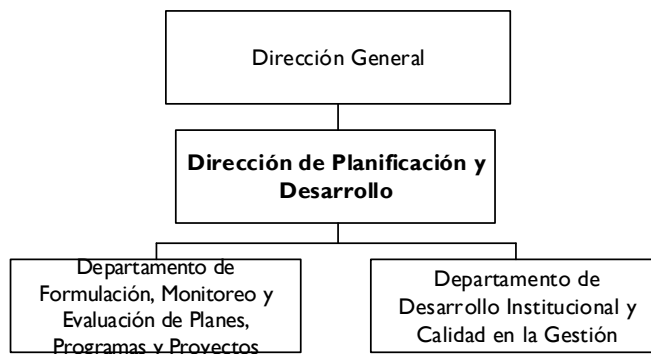 Dirección General
Dirección de Planificación y
Desarrollo
Departamento de
Formulación, Monitoreo y
Evaluación de Planes,
Programas y Proyectos
Departamento de
Desarrollo Institucional y
Calidad en la Gestión